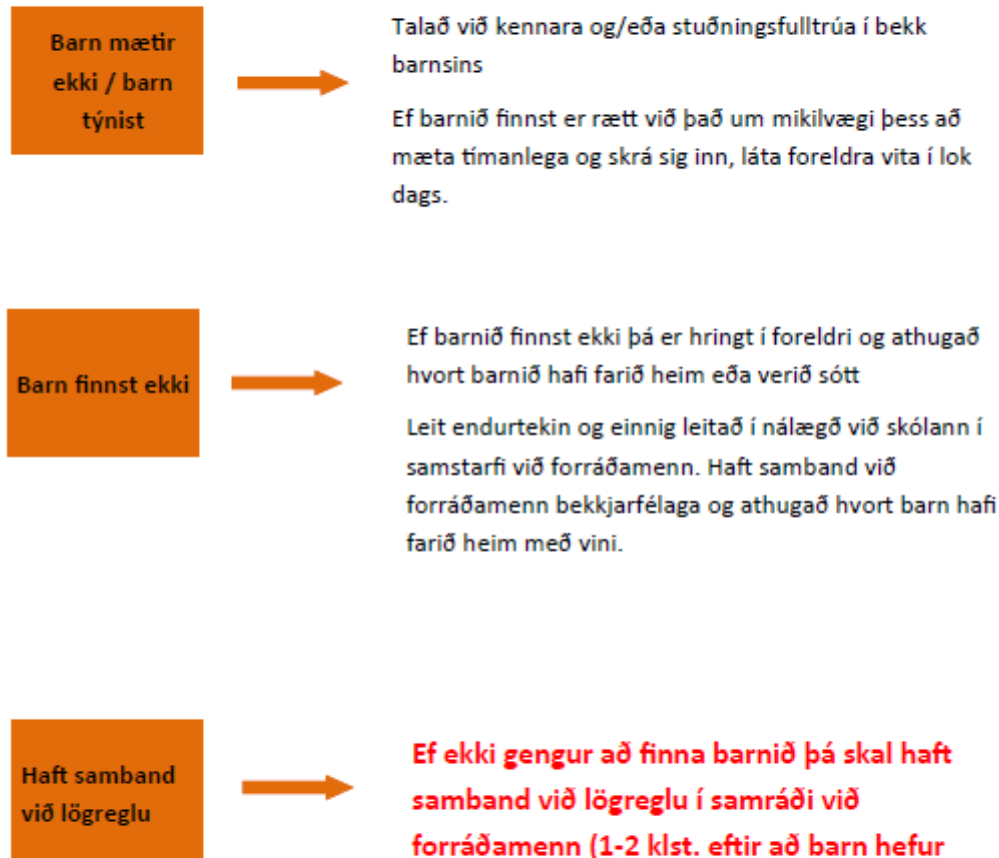 Barn mætir
ekki / barn
týnist
Talað við kennara og/eða stuðningsfulltrúa í bekk
barnsins
Ef barnið finnst er rætt við það um mikilvægi þess að
mæta tímanlega og skrá sig inn, láta foreldra vita í lok
dags.
Barn finnst ekki
Ef barnið finnst ekki þá er hringt í foreldri og athugað
hvort barnið hafi farið heim eða verið sótt
Leit endurtekin og einnig leitað í nálægð við skólann í
samstarfi við forráðamenn. Haft samband við
forráðamenn bekkjarfélaga og athugað hvort barn hafi
farið heim með vini.
Haft samband
við lögreglu
Ef ekki gengur að finna barnið þá skal haft
samband við lögreglu í samráði við
forráðamenn (1-2 klst. eftir að barn hefur